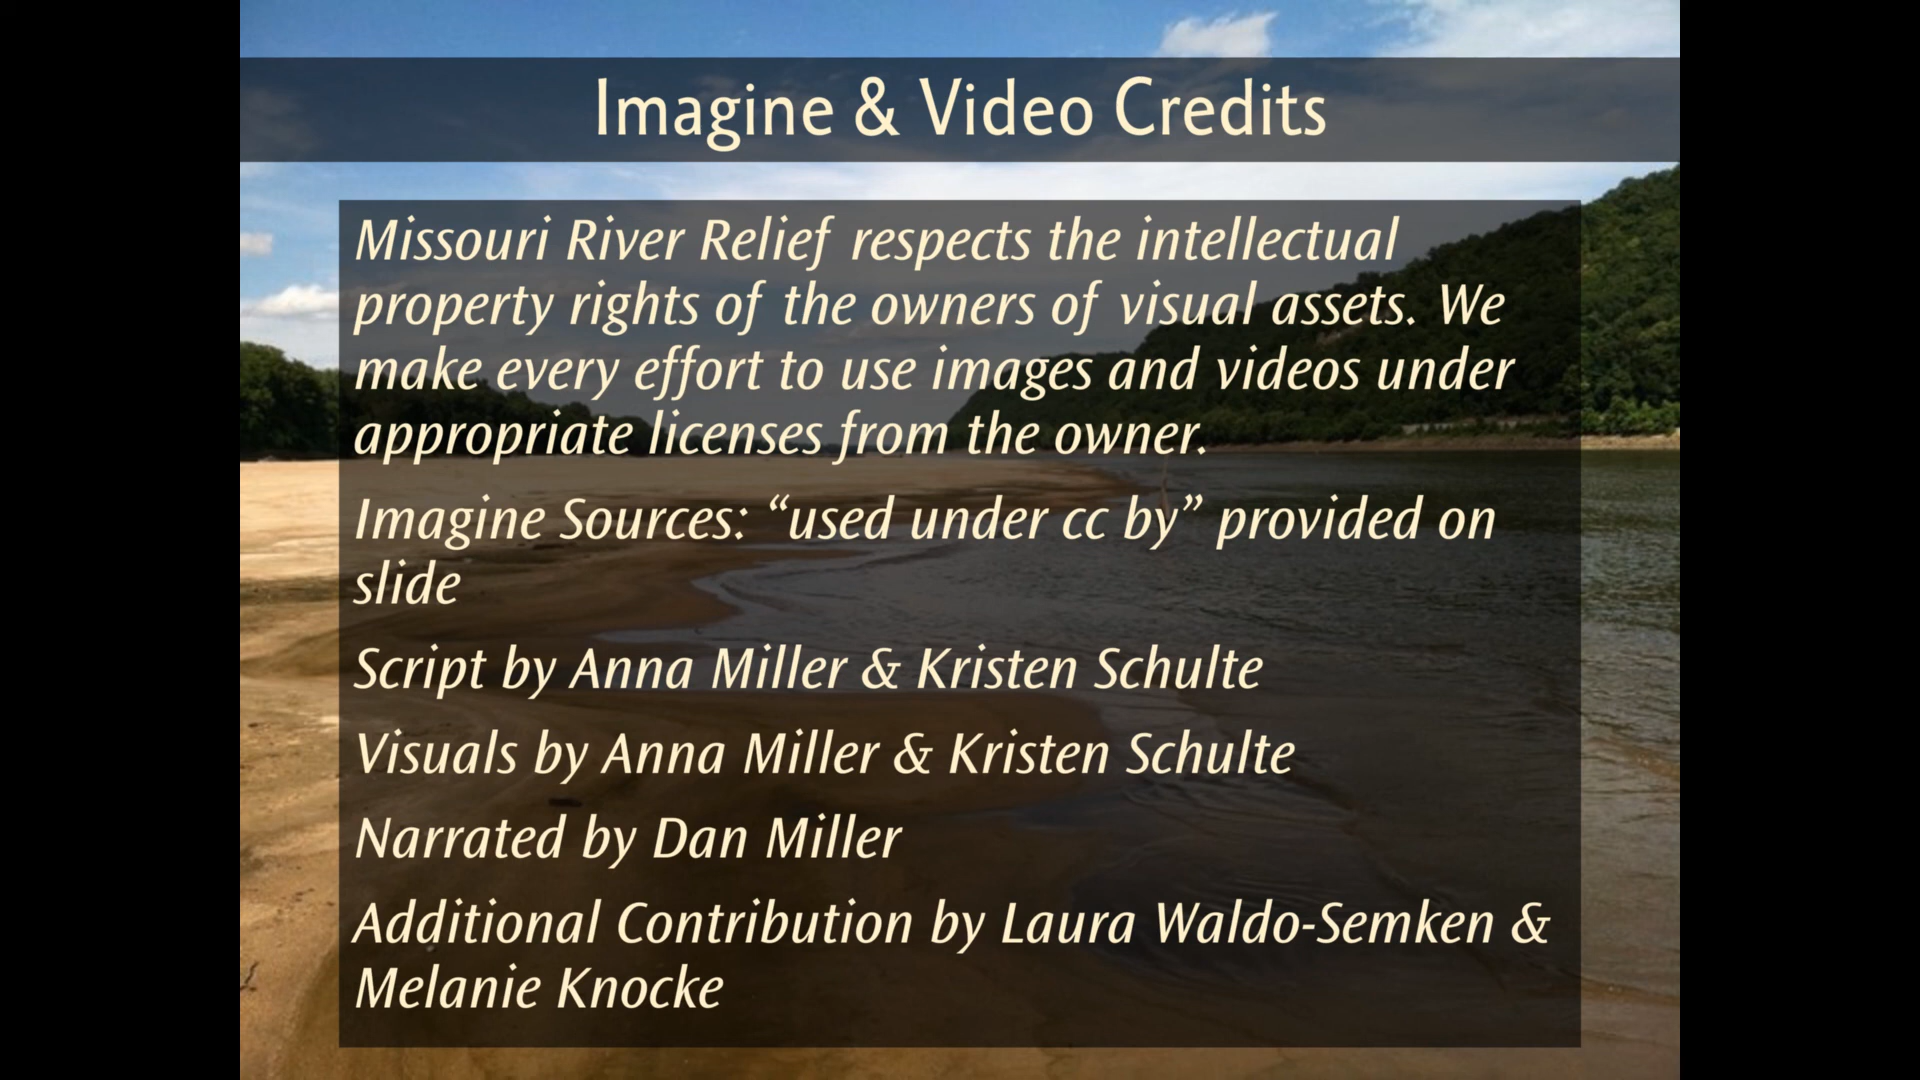 Imagine & Video Credits
Missouri River Relief respects the intellectual
property rights of the owners of visual assets. We
make every effort to use images and videos under
appropriate licenses from the owner.
Imagine Sources: “used under cc by” provided on
slide
Script by Anna Miller & Kristen Schulte
Visuals by Anna Miller & Kristen Schulte
Narrated by Dan Miller
Additional Contribution by Laura Waldo-Semken &
Melanie Knocke